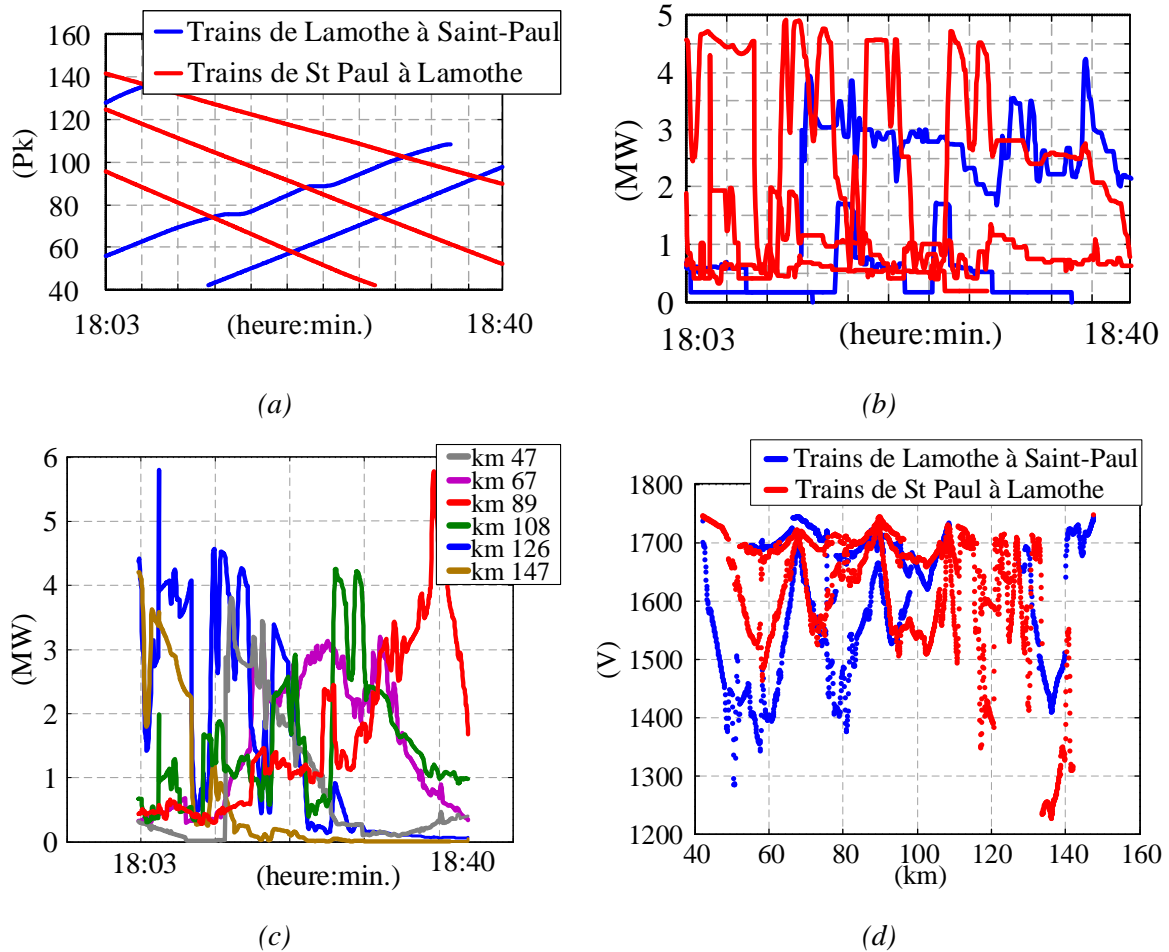 160
140
120
100
80
60
40
(Pk)
Trains de Lamothe à Saint-Paul
Trains de St Paul à Lamothe
18:03
(heure:min.)
18:40
(a)
5
4
3
2
1
0
(MW)
18:03
(heure:min.)
18:40
(b)
6
5
4
3
2
1
0
(MW)
km 47
km 67
km 89
km 108
km 126
km 147
18:03
(heure:min.)
18:40
(c)
Trains de Lamothe à Saint-Paul
Trains de St Paul à Lamothe
1800
1700
1600
1500
1400
1300
1200
(V)
40 60 80 100 120 140 160
(km)
(d)